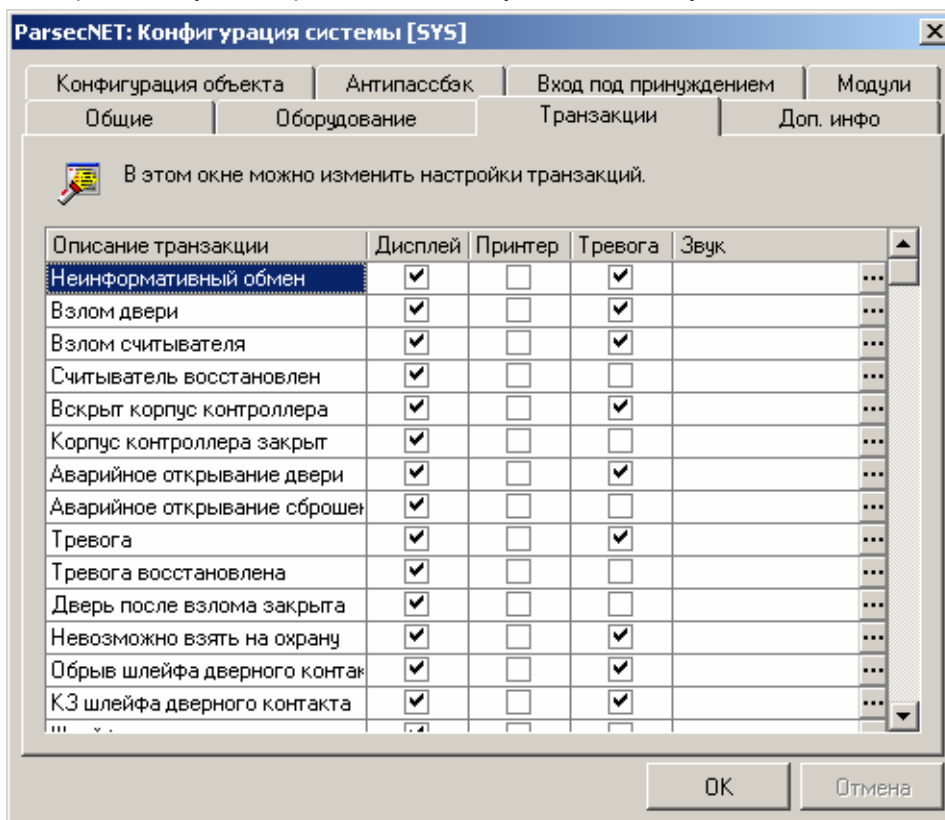 ParsecNET: Конфигурация системы [SYS]
Конфигурация объекта Антипассбэк Вход под принуждением Модули
Общие Оборудование Транзакции Доп. инфо
В этом окне можно изменить настройки транзакций.
Описание транзакции Дисплей Принтер Тревога Звук
Неинформативный обмен ...
Взлом двери ...
Взлом считывателя ...
Считыватель восстановлен ...
Вскрыт корпус контроллера ...
Корпус контроллера закрыт ...
Аварийное открывание двери ...
Аварийное открывание сброшен ...
Тревога ...
Тревога восстановлена ...
Дверь после взлома закрыта ...
Невозможно взять на охрану ...
Обрыв шлейфа дверного контак ...
КЗ шлейфа дверного контакта ...
OK Отмена